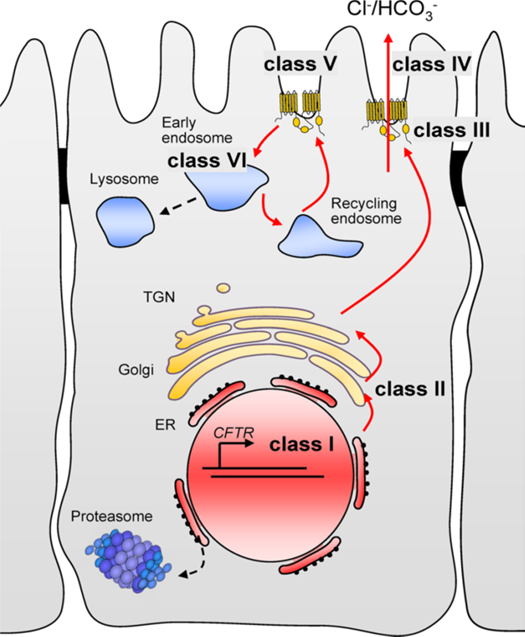 Cl⁻/HCO₃⁻
class V
class IV
class III
Early
endosome
class VI
Lysosome
Recycling
endosome
TGN
Golgi
class II
ER
CFTR
class I
Proteasome